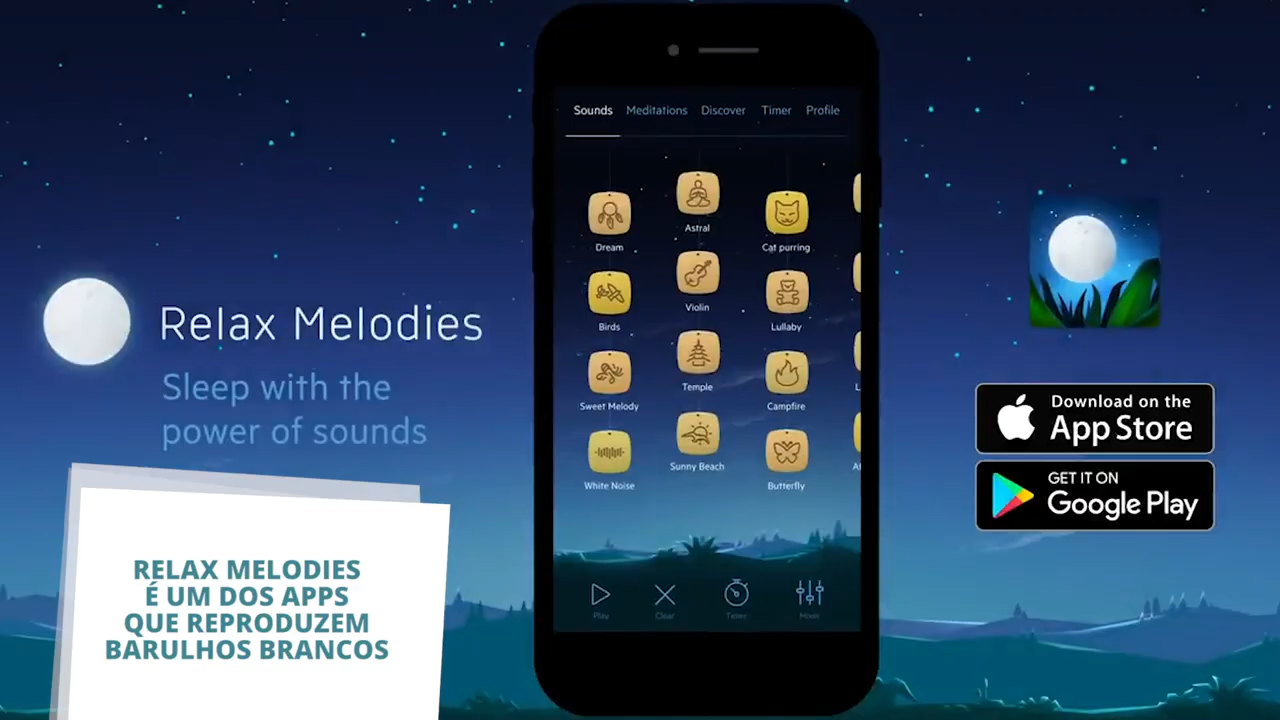 Relax Melodies
Sleep with the
power of sounds
RELAX MELODIES
É UM DOS APPS
QUE REPRODUZEM
BARULHOS BRANCOS
Sounds Meditations Discover Timer Profile
Dream Astral Cat purring
Birds Violin Lullaby
Sweet Melody Temple Campfire
White Noise Sunny Beach Butterfly
Play Clear Timer Mixer
Download on the
App Store
GET IT ON
Google Play